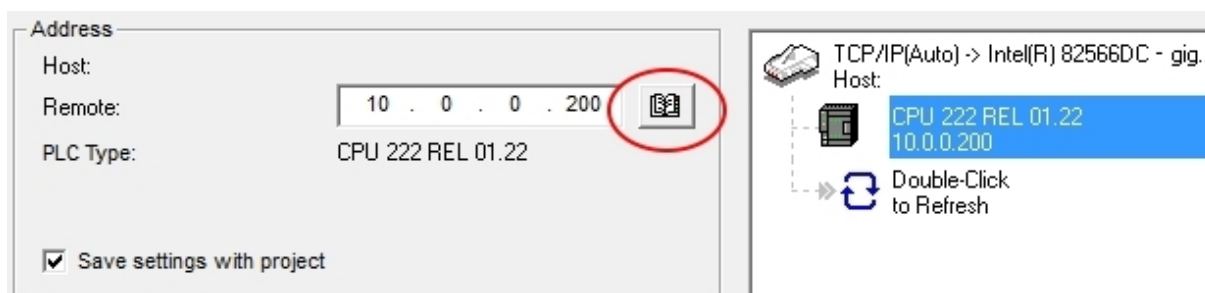 Address
Host:
Remote: 10 . 0 . 0 . 200
PLC Type: CPU 222 REL 01.22
Save settings with project
TCP/IP(Auto) -> Intel(R) 82566DC - gig..
Host:
CPU 222 REL 01.22
10.0.0.200
Double-Click
to Refresh